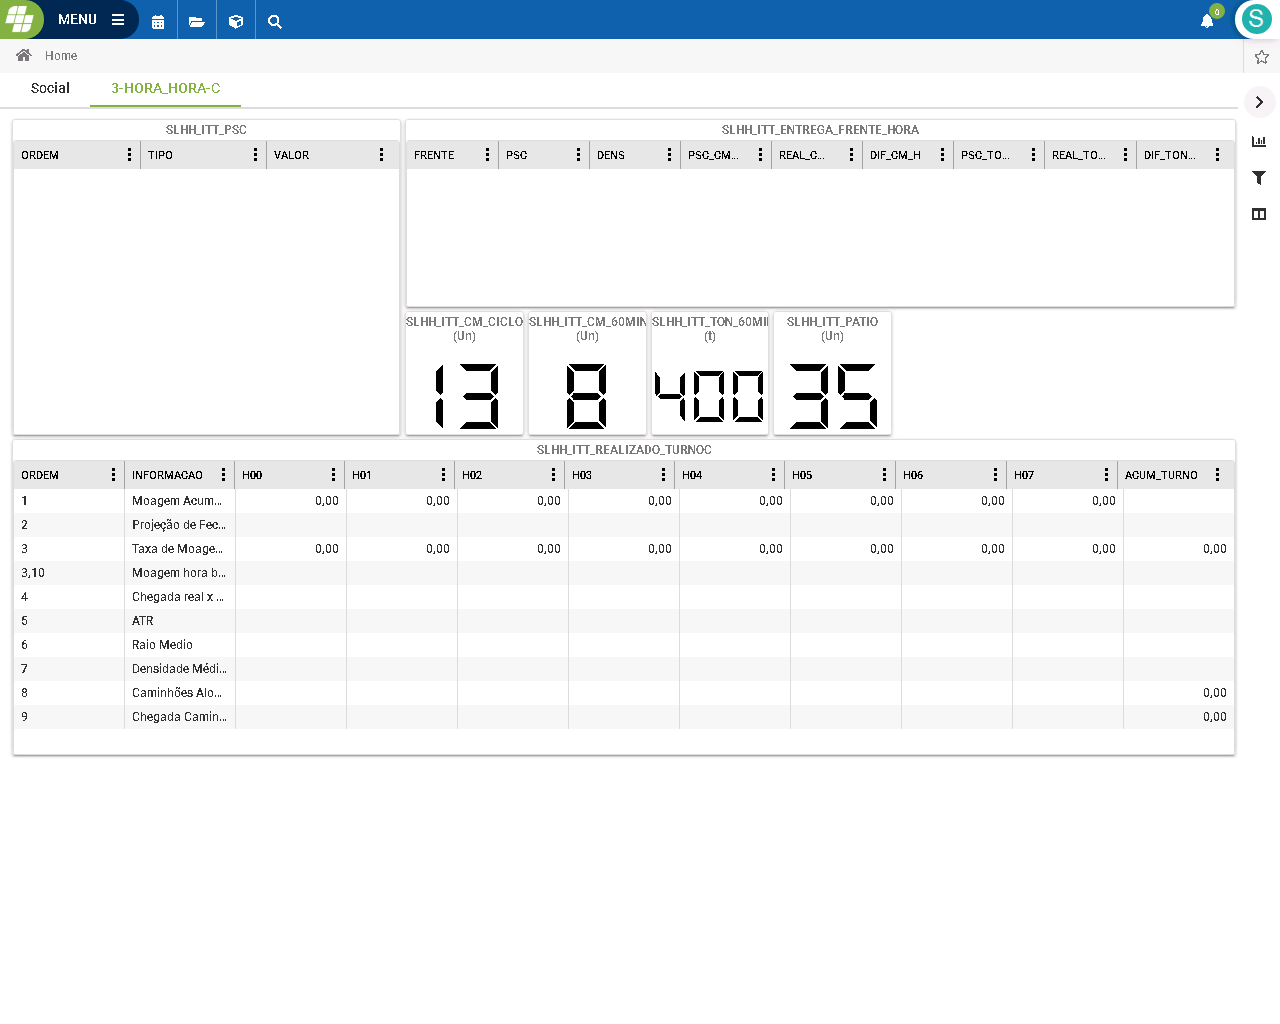 MENU
0
S
Home
Social 3-HORA_HORA-C
SLHH_ITT_PSC
ORDEM TIPO VALOR
SLHH_ITT_ENTREGA_FRENTE_HORA
FRENTE PSC DENS PSC_CM... REAL_C... DIF_CM_H PSC_TO... REAL_TO... DIF_TON...
SLHH_ITT_CM_CICLO
(Un)
13
SLHH_ITT_CM_60MIN
(Un)
8
SLHH_ITT_TON_60MI
(t)
400
SLHH_ITT_PATIO
(Un)
35
SLHH_ITT_REALIZADO_TURNOC
ORDEM INFORMACAO H00 H01 H02 H03 H04 H05 H06 H07 ACUM_TURNO
1 Moagem Acum... 0,00 0,00 0,00 0,00 0,00 0,00 0,00 0,00
2 Projeção de Fec...
3 Taxa de Moage... 0,00 0,00 0,00 0,00 0,00 0,00 0,00 0,00 0,00
3,10 Moagem hora b...
4 Chegada real x ...
5 ATR
6 Raio Medio
7 Densidade Médi...
8 Caminhões Alo... 0,00
9 Chegada Camin... 0,00